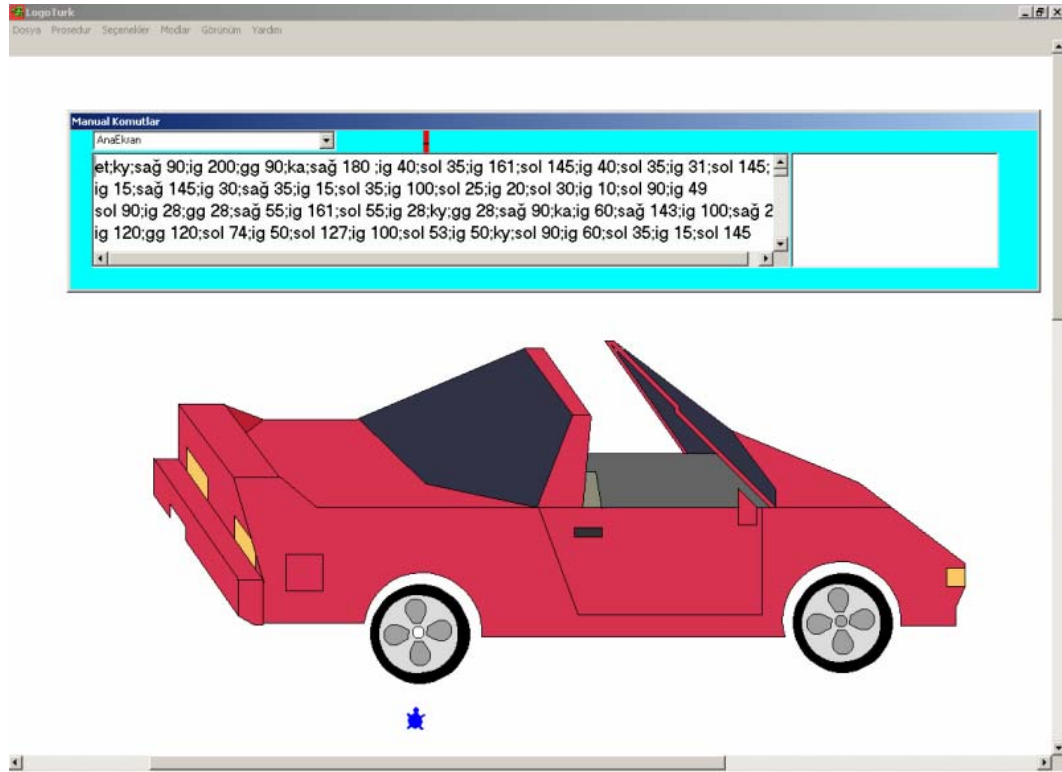 LogoTurk
Dosya Prosedur Seçenekler Modlar Görünüm Yardım
Manual Komutlar
AnaEkran
et;ky;sağ 90;ig 200;gg 90;ka;sağ 180 ;ig 40;sol 35;ig 161;sol 145;ig 40;sol 35;ig 31;sol 145;
ig 15;sağ 145;ig 30;sağ 35;ig 15;sol 35;ig 100;sol 25;ig 20;sol 30;ig 10;sol 90;ig 49
sol 90;ig 28;gg 28;sağ 55;ig 161;sol 55;ig 28;ky;gg 28;sağ 90;ka;ig 60;sağ 143;ig 100;sağ 2
ig 120;gg 120;sol 74;ig 50;sol 127;ig 100;sol 53;ig 50;ky;sol 90;ig 60;sol 35;ig 15;sol 145